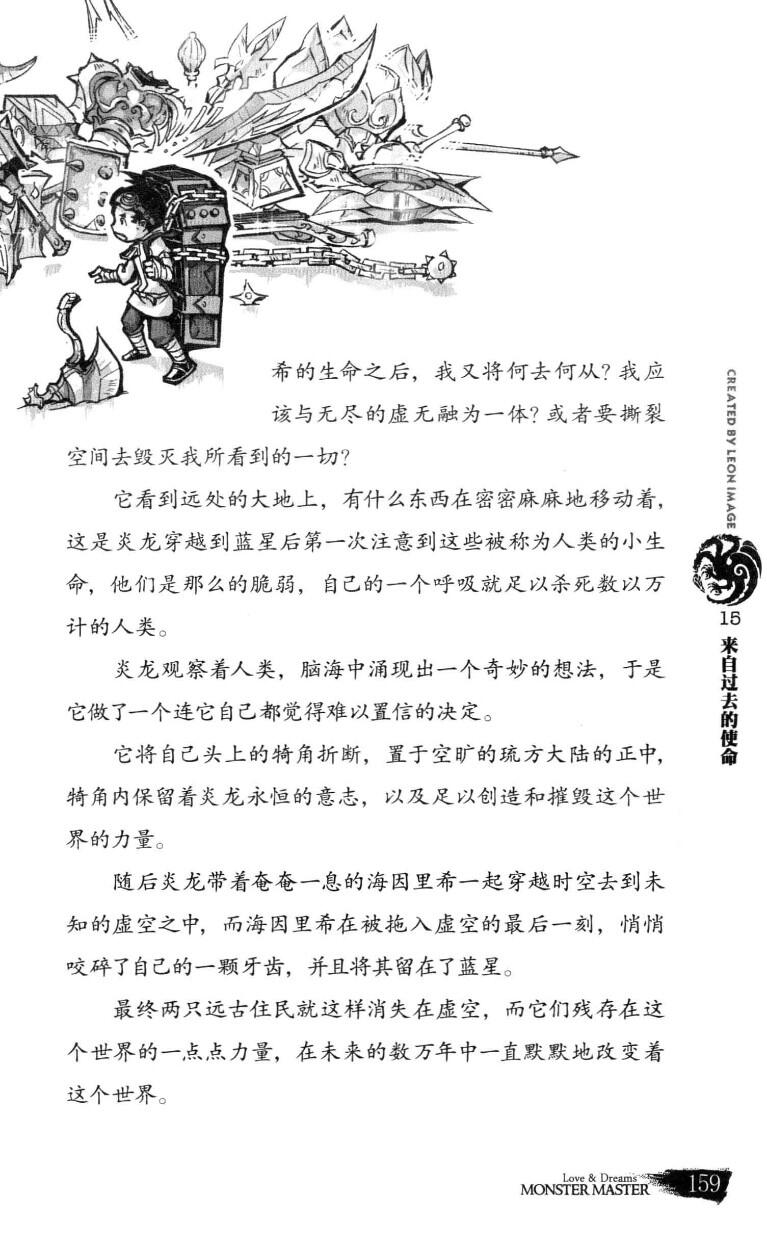 希的生命之后，我又将何去何从？我应
该与无尽的虚无融为一体？或者要撕裂
空间去毁灭我所看到的一切？
它看到远处的大地上，有什么东西在密密麻麻地移动着，
这是炎龙穿越到蓝星后第一次注意到这些被称为人类的小生
命，他们是那么的脆弱，自己的一个呼吸就足以杀死数以万
计的人类。
炎龙观察着人类，脑海中涌现出一个奇妙的想法，于是
它做了一个连它自己都觉得难以置信的决定。
它将自己头上的犄角折断，置于空旷的琉方大陆的正中，
犄角内保留着炎龙永恒的意志，以及足以创造和摧毁这个世
界的力量。
随后炎龙带着奄奄一息的海因里希一起穿越时空去到未
知的虚空之中，而海因里希在被拖入虚空的最后一刻，悄悄
咬碎了自己的一颗牙齿，并且将其留在了蓝星。
最终两只远古住民就这样消失在虚空，而它们残存在这
个世界的一点点力量，在未来的数万年中一直默默地改变着
这个世界。
CREATED BY LEON IMAGE
15
来自过去的使命
Love & Dreams
MONSTER MASTER
159